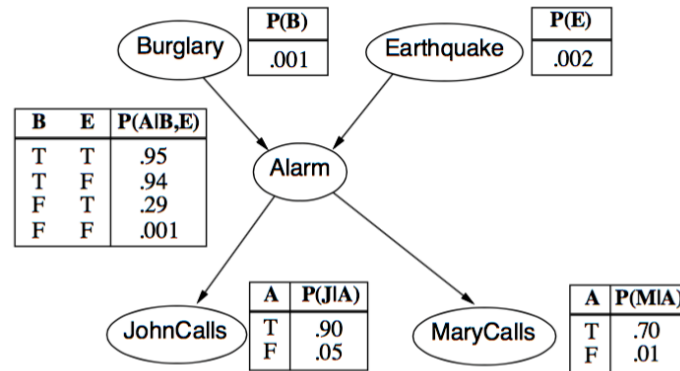 Burglary
P(B)
.001
Earthquake
P(E)
.002
B E P(A|B,E)
T T .95
T F .94
F T .29
F F .001
Alarm
JohnCalls
A P(J|A)
T .90
F .05
MaryCalls
A P(M|A)
T .70
F .01